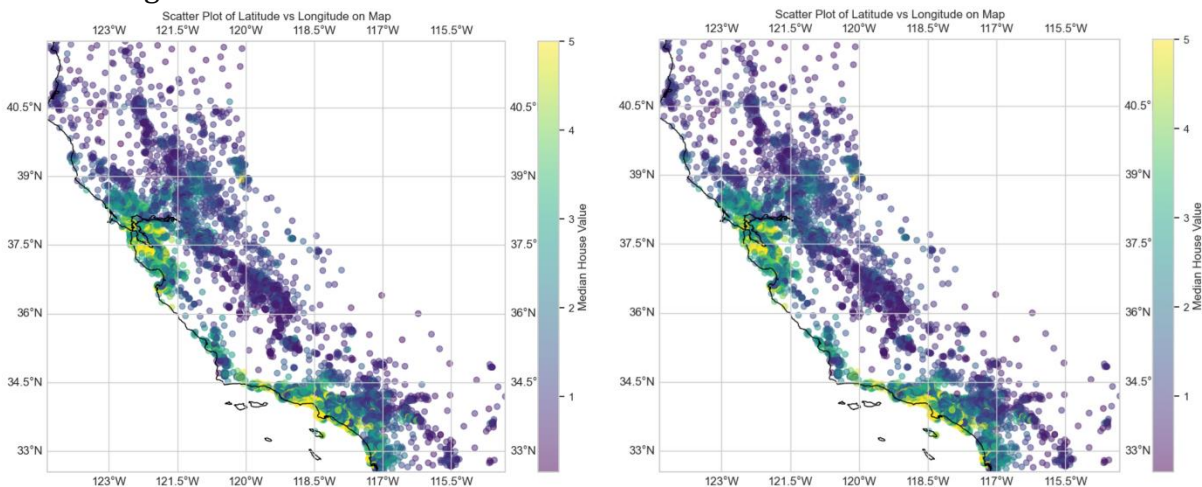 Scatter Plot of Latitude vs Longitude on Map
123°W 121.5°W 120°W 118.5°W 117°W 115.5°W
5
40.5°N 40.5°
4
39°N 39°N
3
37.5°N 37.5°
Median House Value
2
36°N 36°N
34.5°N 34.5°
1
33°N 33°N
123°W 121.5°W 120°W 118.5°W 117°W 115.5°W
Scatter Plot of Latitude vs Longitude on Map
123°W 121.5°W 120°W 118.5°W 117°W 115.5°W
5
40.5°N 40.5°
4
39°N 39°N
3
37.5°N 37.5°N
Median House Value
2
36°N 36°N
34.5°N 34.5°
1
33°N 33°N
123°W 121.5°W 120°W 118.5°W 117°W 115.5°W